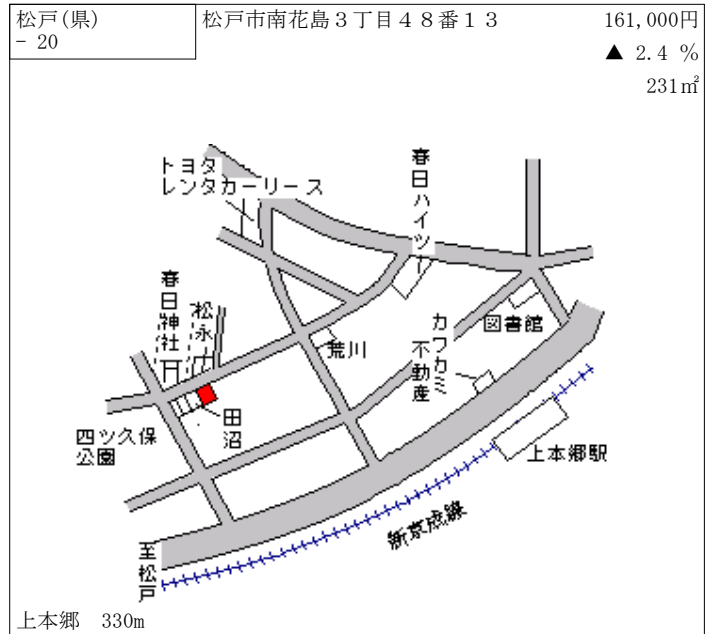 松戸(県)
- 20
松戸市南花島３丁目４８番１３
161,000円
▲ 2.4 %
231㎡
トヨタ
レンタカーリース
春日ハイツ
春日神社
松永
荒川
カワカミ
不動産
図書館
田沼
四ツ久保
公園
上本郷駅
新京成線
至松戸
上本郷　330m